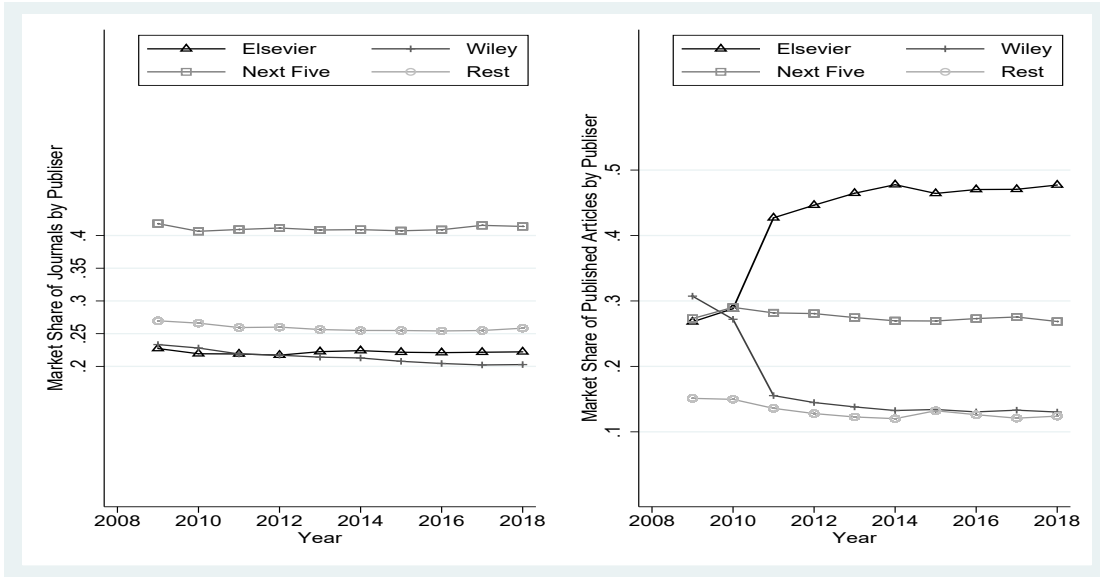 Elsevier
Wiley
Next Five
Rest
Market Share of Journals by Publiser
.4
.35
.3
.25
.2
2008 2010 2012 2014 2016 2018
Year
Elsevier
Wiley
Next Five
Rest
Market Share of Published Articles by Publiser
.5
.4
.3
.2
.1
2008 2010 2012 2014 2016 2018
Year